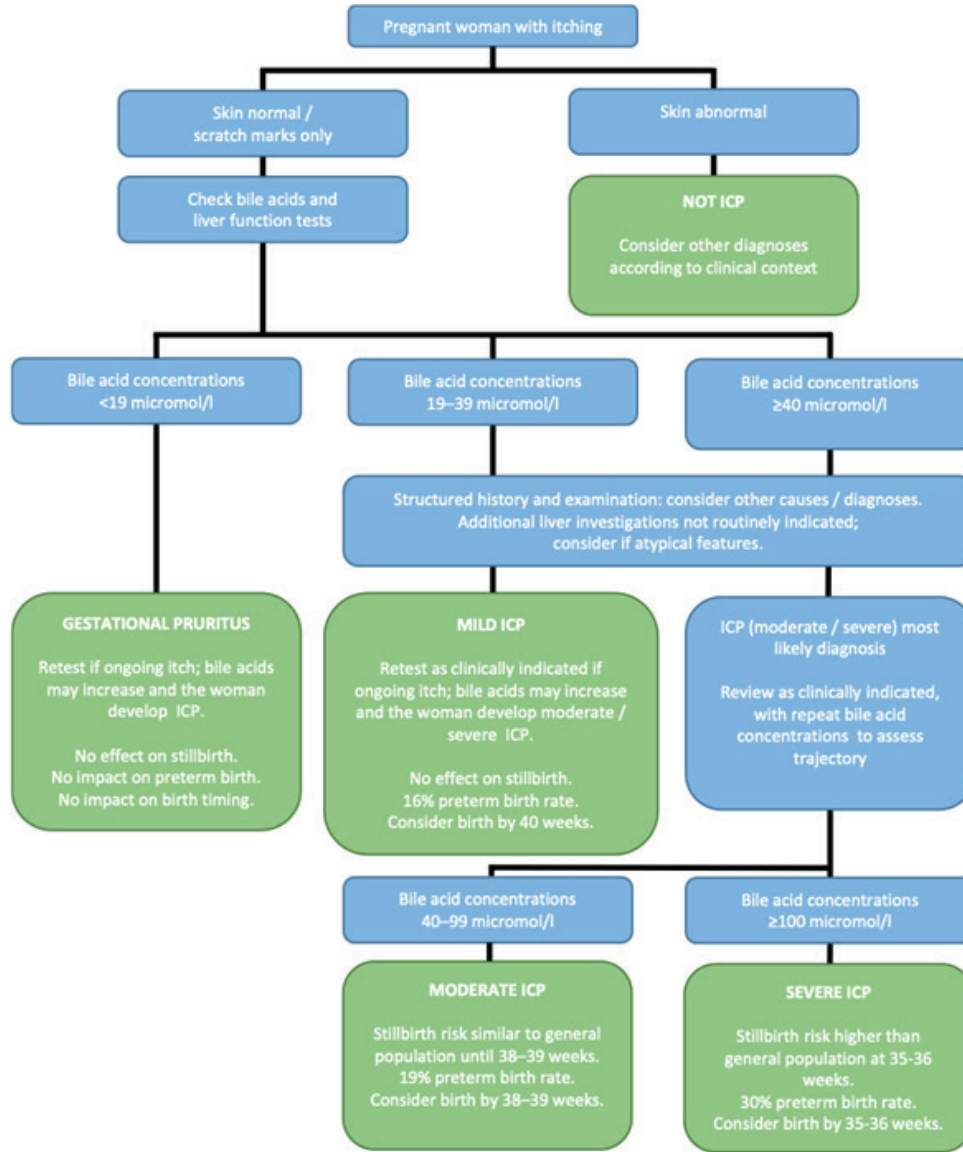 Pregnant woman with itching
Skin normal /
scratch marks only
Skin abnormal
Check bile acids and
liver function tests
NOT ICP
Consider other diagnoses
according to clinical context
Bile acid concentrations
<19 micromol/l
Bile acid concentrations
19–39 micromol/l
Bile acid concentrations
≥40 micromol/l
Structured history and examination: consider other causes / diagnoses.
Additional liver investigations not routinely indicated;
consider if atypical features.
GESTATIONAL PRURITUS
Retest if ongoing itch; bile acids
may increase and the woman
develop ICP.
No effect on stillbirth.
No impact on preterm birth.
No impact on birth timing.
MILD ICP
Retest as clinically indicated if
ongoing itch; bile acids may increase
and the woman develop moderate /
severe ICP.
No effect on stillbirth.
16% preterm birth rate.
Consider birth by 40 weeks.
ICP (moderate / severe) most
likely diagnosis
Review as clinically indicated,
with repeat bile acid
concentrations to assess
trajectory
Bile acid concentrations
40–99 micromol/l
Bile acid concentrations
≥100 micromol/l
MODERATE ICP
Stillbirth risk similar to general
population until 38–39 weeks.
19% preterm birth rate.
Consider birth by 38–39 weeks.
SEVERE ICP
Stillbirth risk higher than
general population at 35-36
weeks.
30% preterm birth rate.
Consider birth by 35-36 weeks.